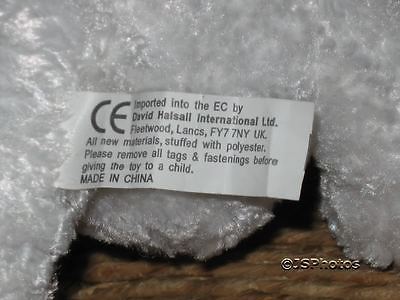 CE
Imported into the EC by
David Halsall International Ltd.
Fleetwood, Lancs, FY7 7NY UK.
All new materials, stuffed with polyester.
Please remove all tags & fastenings before
giving the toy to a child.
MADE IN CHINA
©JSPhotos